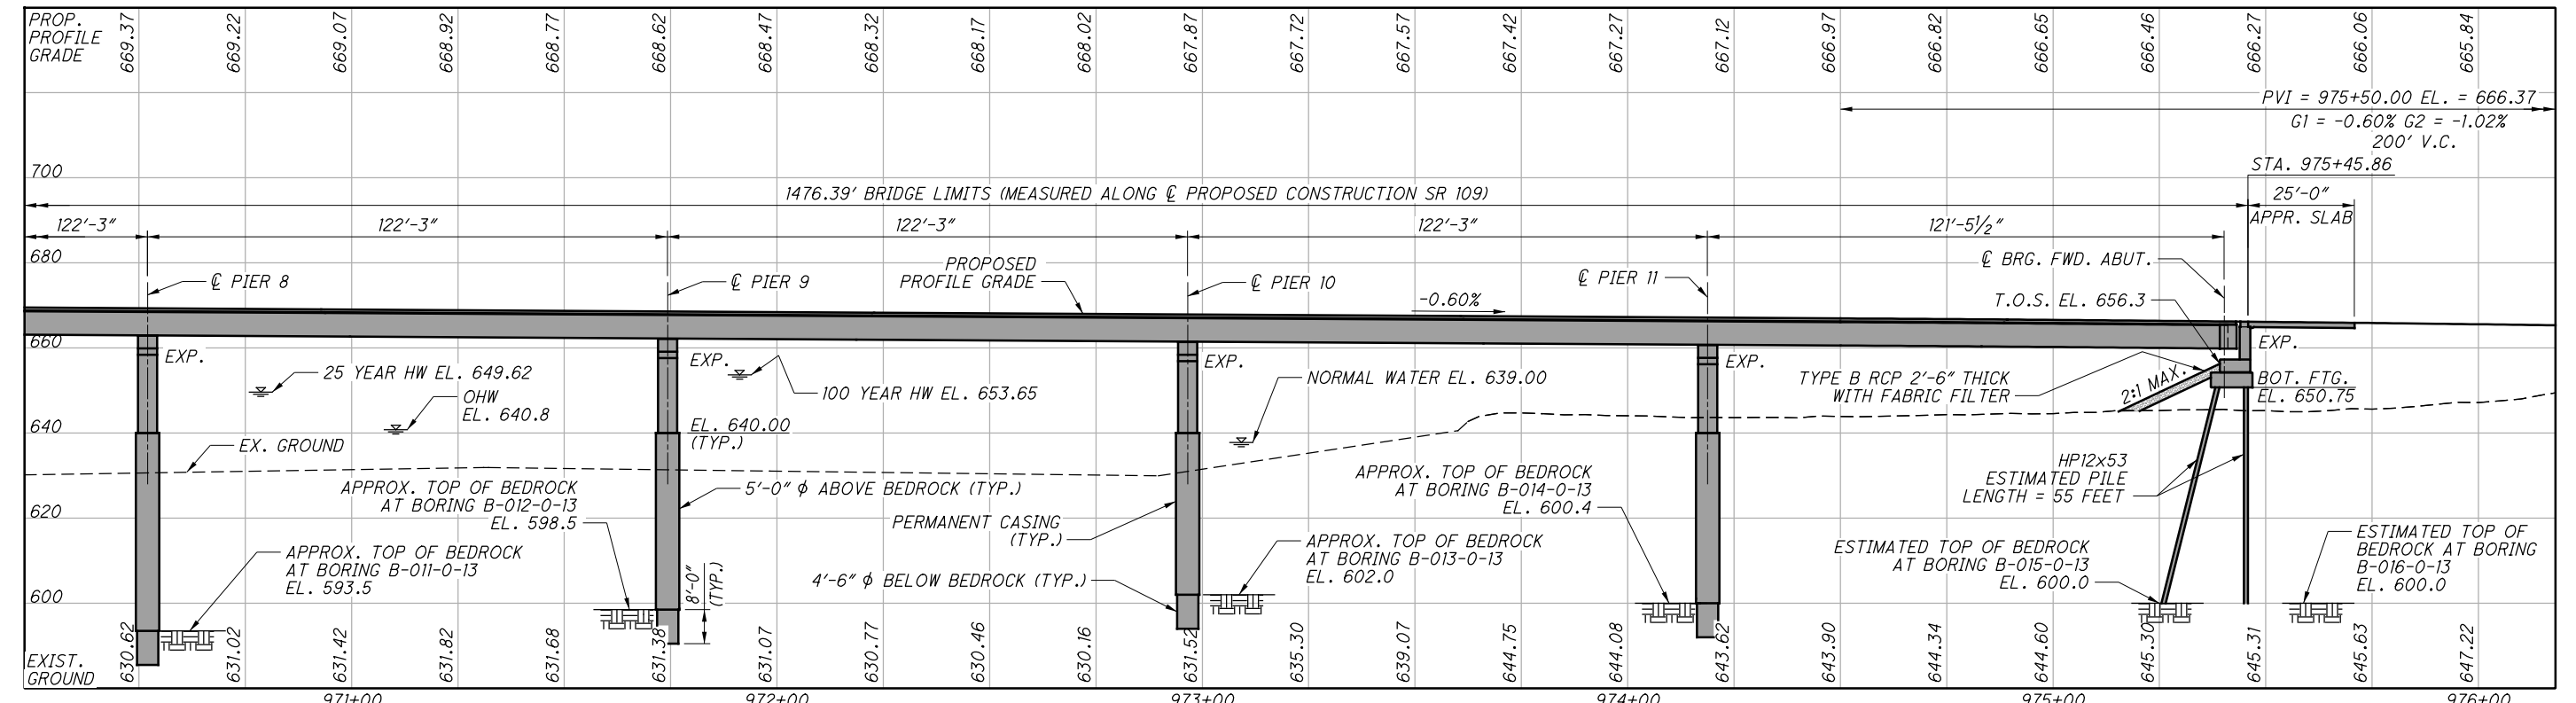 PROP.
PROFILE
GRADE
669.37
669.22
669.07
668.92
668.77
668.62
668.47
668.32
668.17
668.02
667.87
667.72
667.57
667.42
667.27
667.12
666.97
666.82
666.65
666.46
666.27
666.06
665.84
PVI = 975+50.00 EL. = 666.37
G1 = -0.60% G2 = -1.02%
200' V.C.
STA. 975+45.86
700
1476.39' BRIDGE LIMITS (MEASURED ALONG ℄ PROPOSED CONSTRUCTION SR 109)
25'-0"
APPR. SLAB
122'-3"
122'-3"
122'-3"
122'-3"
121'-5½"
680
℄ PIER 8
℄ PIER 9
PROPOSED
PROFILE GRADE
℄ PIER 10
℄ PIER 11
-0.60%
℄ BRG. FWD. ABUT.
T.O.S. EL. 656.3
660
EXP.
EXP.
EXP.
EXP.
EXP.
25 YEAR HW EL. 649.62
OHW
EL. 640.8
100 YEAR HW EL. 653.65
NORMAL WATER EL. 639.00
TYPE B RCP 2'-6" THICK
WITH FABRIC FILTER
2:1 MAX.
BOT. FTG.
EL. 650.75
640
EX. GROUND
EL. 640.00
(TYP.)
APPROX. TOP OF BEDROCK
AT BORING B-012-0-13
EL. 598.5
5'-0" ϕ ABOVE BEDROCK (TYP.)
PERMANENT CASING
(TYP.)
APPROX. TOP OF BEDROCK
AT BORING B-014-0-13
EL. 600.4
HP12x53
ESTIMATED PILE
LENGTH = 55 FEET
620
APPROX. TOP OF BEDROCK
AT BORING B-011-0-13
EL. 593.5
8'-0"
(TYP.)
4'-6" ϕ BELOW BEDROCK (TYP.)
APPROX. TOP OF BEDROCK
AT BORING B-013-0-13
EL. 602.0
ESTIMATED TOP OF BEDROCK
AT BORING B-015-0-13
EL. 600.0
ESTIMATED TOP OF
BEDROCK AT BORING
B-016-0-13
EL. 600.0
600
EXIST.
GROUND
630.62
631.02
631.42
631.82
631.68
631.38
631.07
630.77
630.46
630.16
631.52
635.30
639.07
644.75
644.08
643.62
643.90
644.34
644.60
645.30
645.31
645.63
647.22
971+00
972+00
973+00
974+00
975+00
976+00